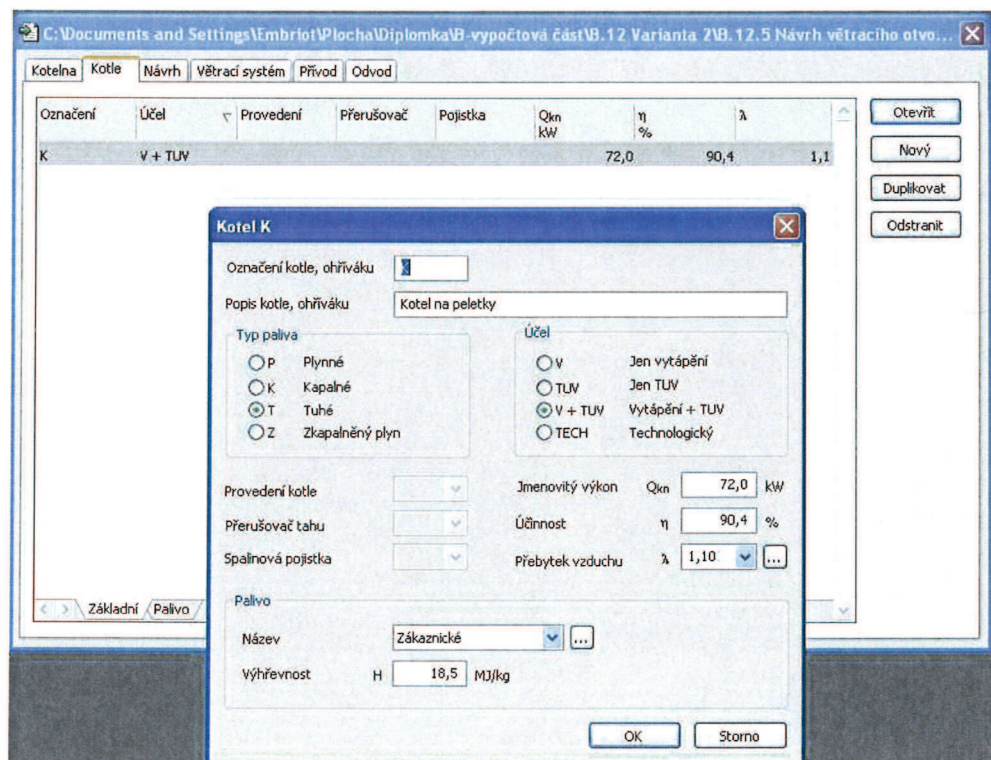 C:\Documents and Settings\Embriot\Plocha\Diplomka\B-vypočtová část\B.12 Varianta 2\B.12.5 Návrh větracího otvo...
Kotelna Kotle Návrh Větrací systém Přívod Odvod
Označení Účel Provedení Přerušovač Pojistka Qkn kW η % λ
K V + TUV 72,0 90,4 1,1
Otevřít
Nový
Duplikovat
Odstranit
Kotel K
Označení kotle, ohříváku K
Popis kotle, ohříváku Kotel na peletky
Typ paliva
P Plynné
K Kapalné
T Tuhé
Z Zkapalněný plyn
Účel
V Jen vytápění
TUV Jen TUV
V + TUV Vytápění + TUV
TECH Technologický
Provedení kotle
Přerušovač tahu
Spalinová pojistka
Jmenovitý výkon Qkn 72,0 kW
Účinnost η 90,4 %
Přebytek vzduchu λ 1,10 ...
Základní Palivo
Palivo
Název Zákaznické ...
Výhřevnost H 18,5 MJ/kg
OK Storno